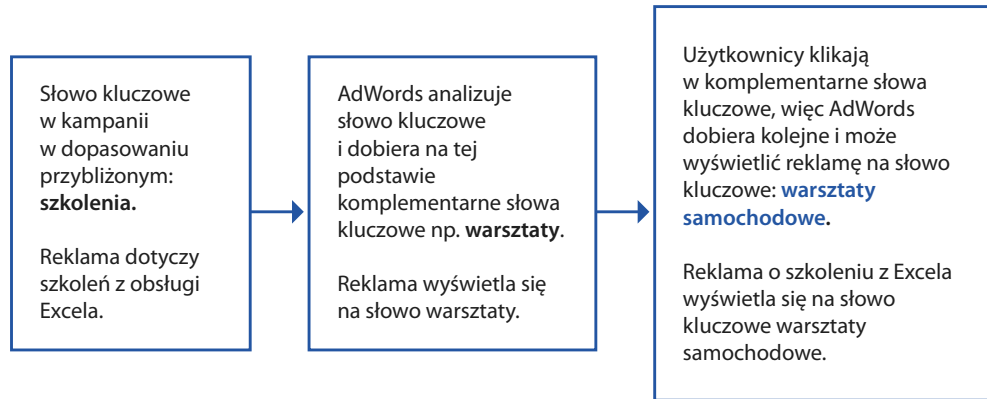 Słowo kluczowe
w kampanii
w dopasowaniu
przybliżonym:
szkolenia.
Reklama dotyczy
szkoleń z obsługi
Excela.
AdWords analizuje
słowo kluczowe
i dobiera na tej
podstawie
komplementarne słowa
kluczowe np. warsztaty.
Reklama wyświetla się
na słowo warsztaty.
Użytkownicy klikają
w komplementarne słowa
kluczowe, więc AdWords
dobiera kolejne i może
wyświetlić reklamę na słowo
kluczowe: warsztaty
samochodowe.
Reklama o szkoleniu z Excela
wyświetla się na słowo
kluczowe warsztaty
samochodowe.